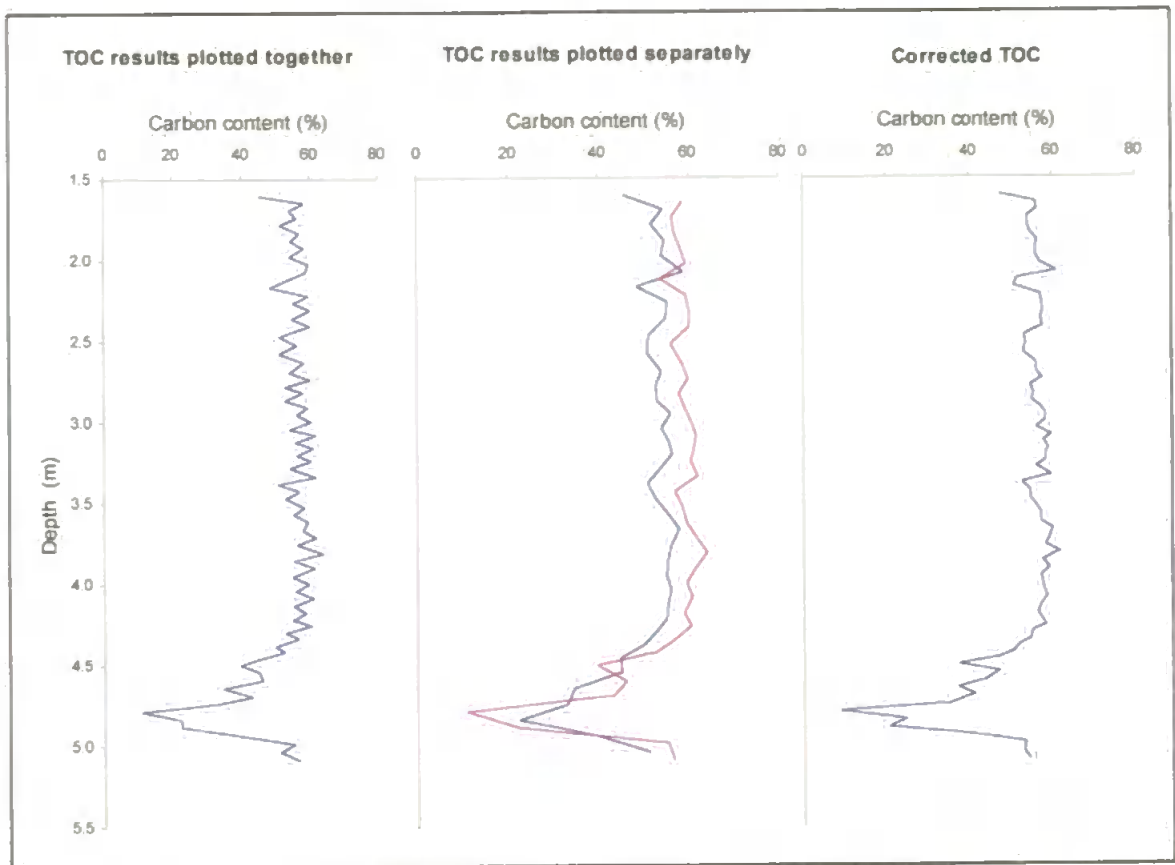 TOC results plotted together
TOC results plotted separately
Corrected TOC
Carbon content (%)
Carbon content (%)
Carbon content (%)
0 20 40 60 80
0 20 40 60 80
0 20 40 60 80
1.5
2.0
2.5
3.0
3.5
4.0
4.5
5.0
5.5
Depth (m)